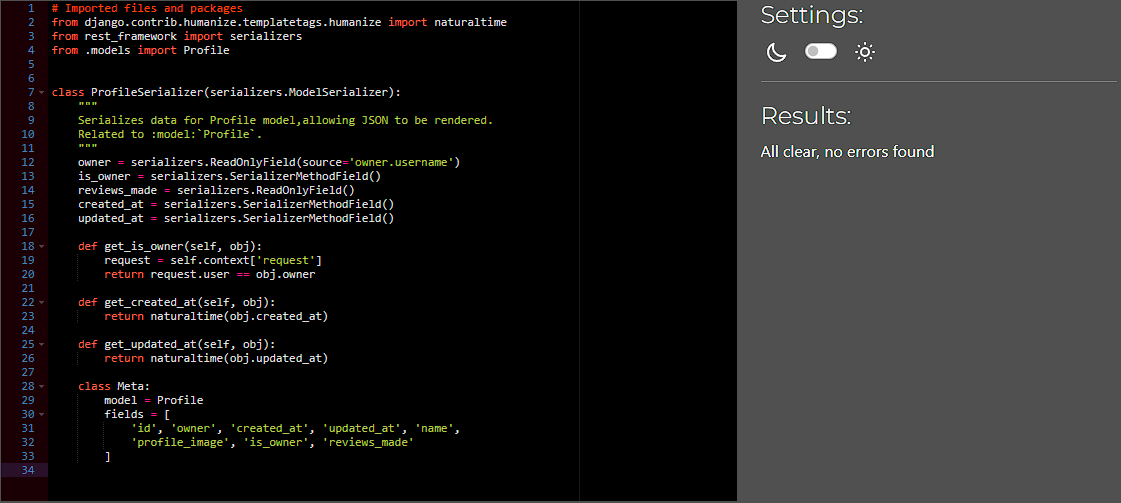 1 # Imported files and packages
2 from django.contrib.humanize.templatetags.humanize import naturaltime
3 from rest_framework import serializers
4 from .models import Profile
5
6
7 class ProfileSerializer(serializers.ModelSerializer):
8     """
9     Serializes data for Profile model,allowing JSON to be rendered.
10     Related to :model:`Profile`.
11     """
12     owner = serializers.ReadOnlyField(source='owner.username')
13     is_owner = serializers.SerializerMethodField()
14     reviews_made = serializers.ReadOnlyField()
15     created_at = serializers.SerializerMethodField()
16     updated_at = serializers.SerializerMethodField()
17
18     def get_is_owner(self, obj):
19         request = self.context['request']
20         return request.user == obj.owner
21
22     def get_created_at(self, obj):
23         return naturaltime(obj.created_at)
24
25     def get_updated_at(self, obj):
26         return naturaltime(obj.updated_at)
27
28     class Meta:
29         model = Profile
30         fields = [
31             'id', 'owner', 'created_at', 'updated_at', 'name',
32             'profile_image', 'is_owner', 'reviews_made'
33         ]
34
Settings:
Results:
All clear, no errors found